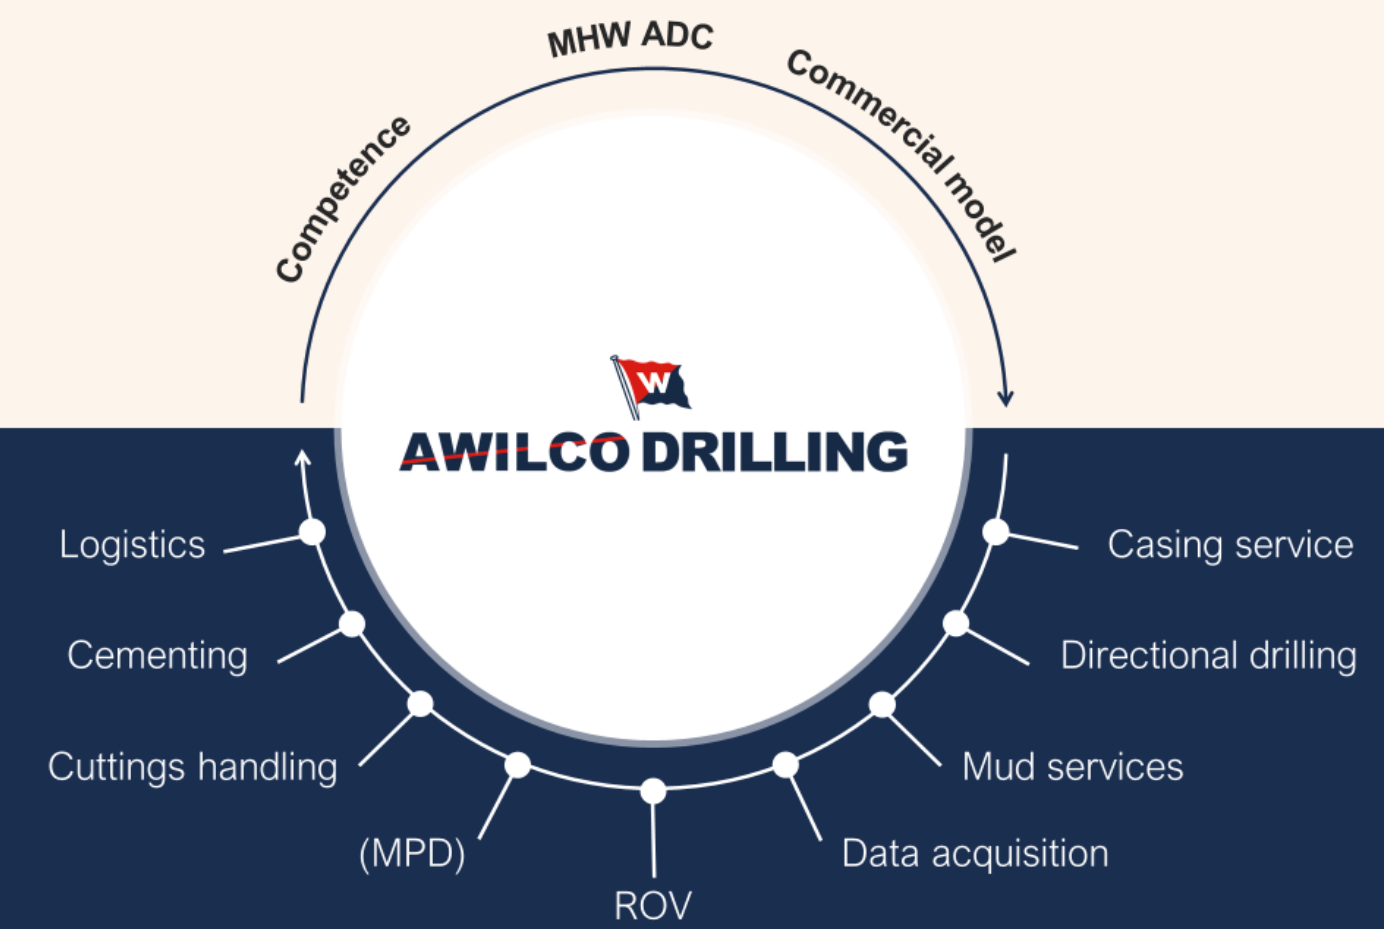 MHW ADC
Commercial model
Competence
W
AWILCO DRILLING
Logistics
Casing service
Cementing
Directional drilling
Cuttings handling
Mud services
(MPD)
Data acquisition
ROV